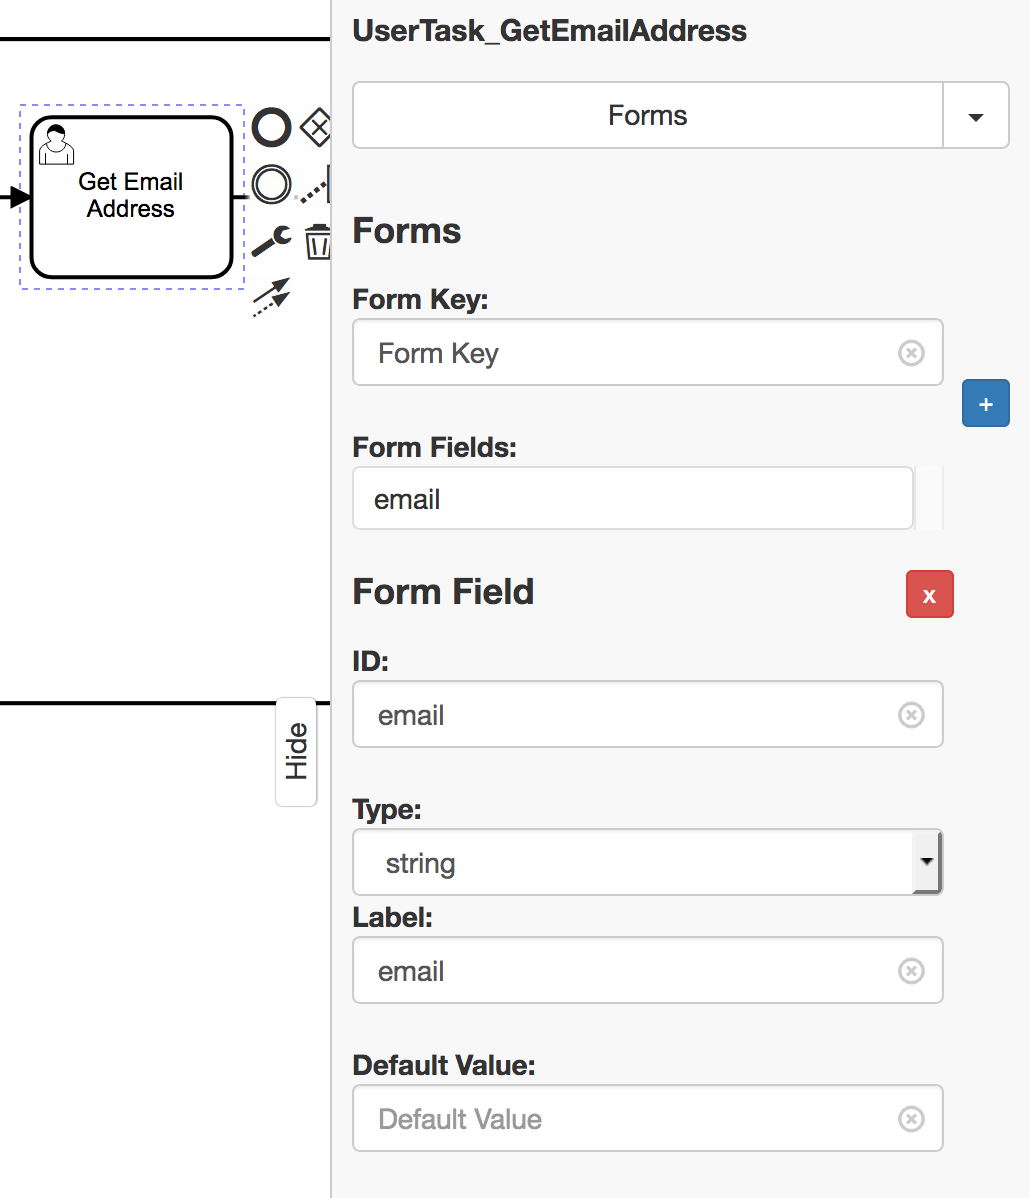 UserTask_GetEmailAddress
Forms
Get Email
Address
Forms
Form Key:
Form Key
+
Form Fields:
email
Form Field
x
ID:
email
Hide
Type:
string
Label:
email
Default Value:
Default Value